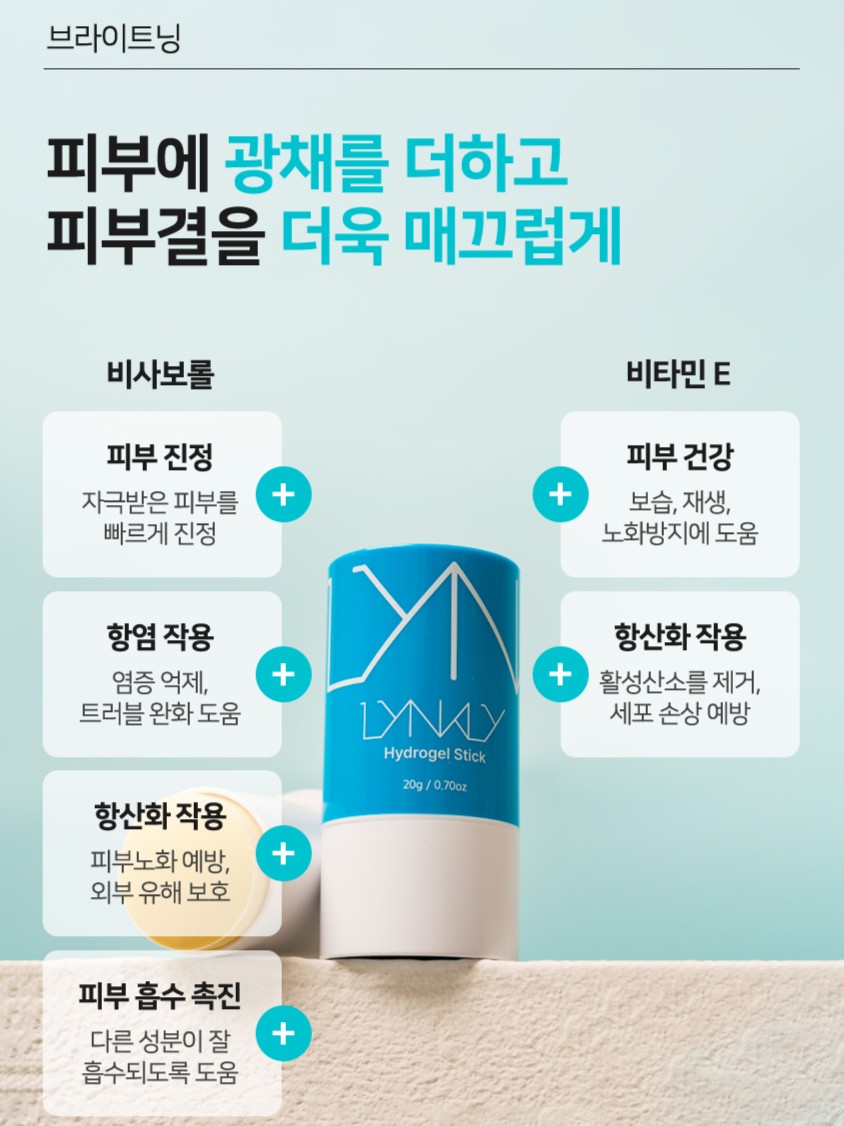 브라이트닝
피부에 광채를 더하고
피부결을 더욱 매끄럽게
비사보롤
피부 진정
자극받은 피부를
빠르게 진정
항염 작용
염증 억제,
트러블 완화 도움
항산화 작용
피부노화 예방,
외부 유해 보호
피부 흡수 촉진
다른 성분이 잘
흡수되도록 도움
비타민 E
피부 건강
보습, 재생,
노화방지에 도움
항산화 작용
활성산소를 제거,
세포 손상 예방
LYN
LYNKLY
Hydrogel Stick
20g / 0.70oz